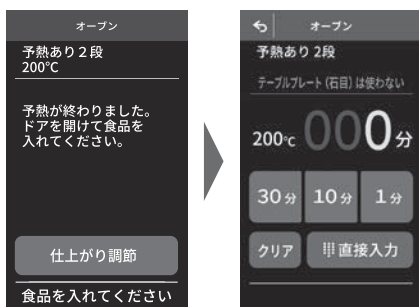 オーブン
予熱あり2段
200℃
予熱が終わりました。
ドアを開けて食品を
入れてください。
仕上がり調節
食品を入れてください
オーブン
予熱あり 2段
テーブルプレート(石目)は使わない
200℃ 000分
30分 10分 1分
クリア 直接入力